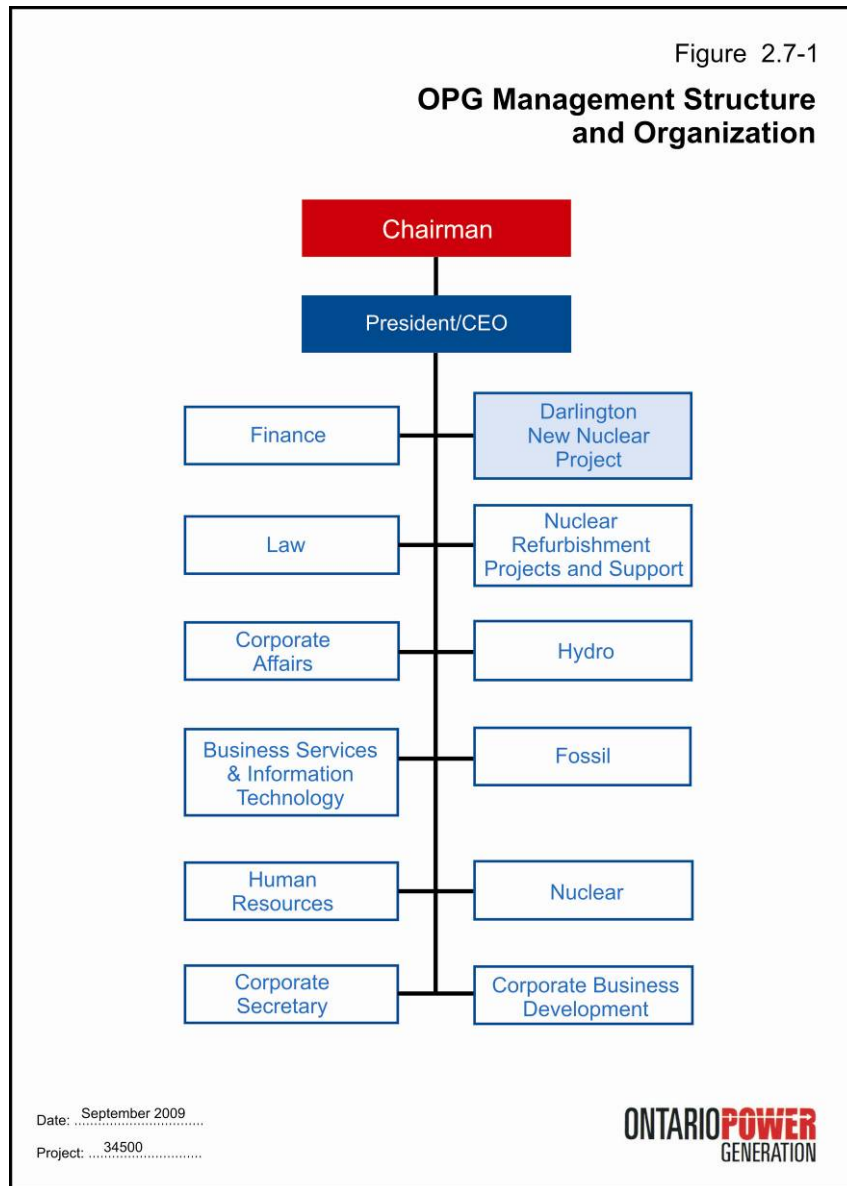 Figure 2.7-1
OPG Management Structure
and Organization
Chairman
President/CEO
Finance
Darlington
New Nuclear
Project
Law
Nuclear
Refurbishment
Projects and Support
Corporate
Affairs
Hydro
Business Services
& Information
Technology
Fossil
Human
Resources
Nuclear
Corporate
Secretary
Corporate Business
Development
Date: September 2009
Project: 34500
ONTARIOPOWER
GENERATION